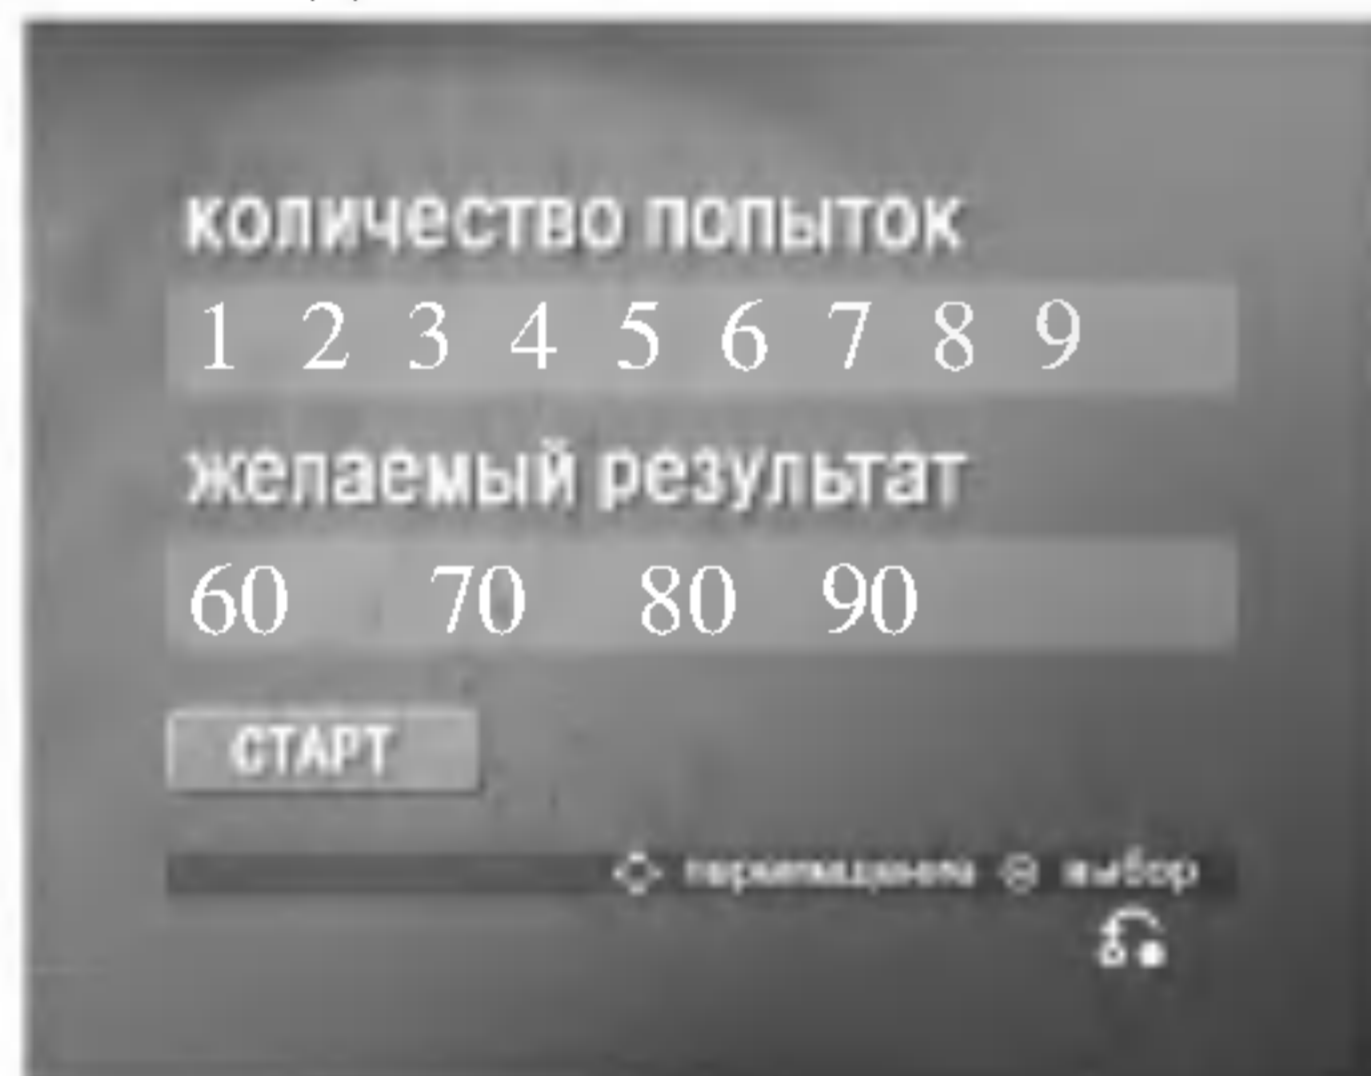 количество попыток
1 2 3 4 5 6 7 8 9
желаемый результат
60 70 80 90
СТАРТ
перемещение выбор